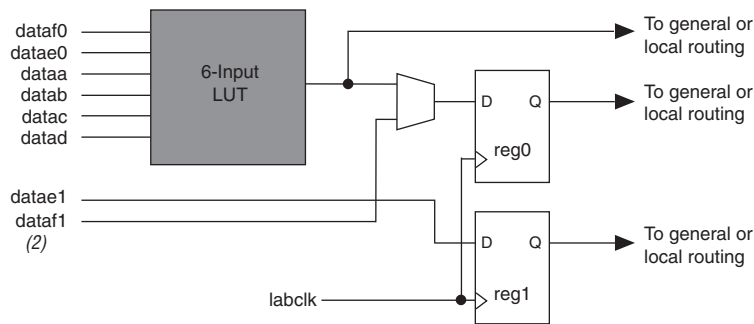 dataf0
datae0
dataa
datab
datac
datad
6-Input
LUT
To general or
local routing
D
Q
reg0
To general or
local routing
datae1
dataf1
(2)
D
Q
reg1
To general or
local routing
labclk